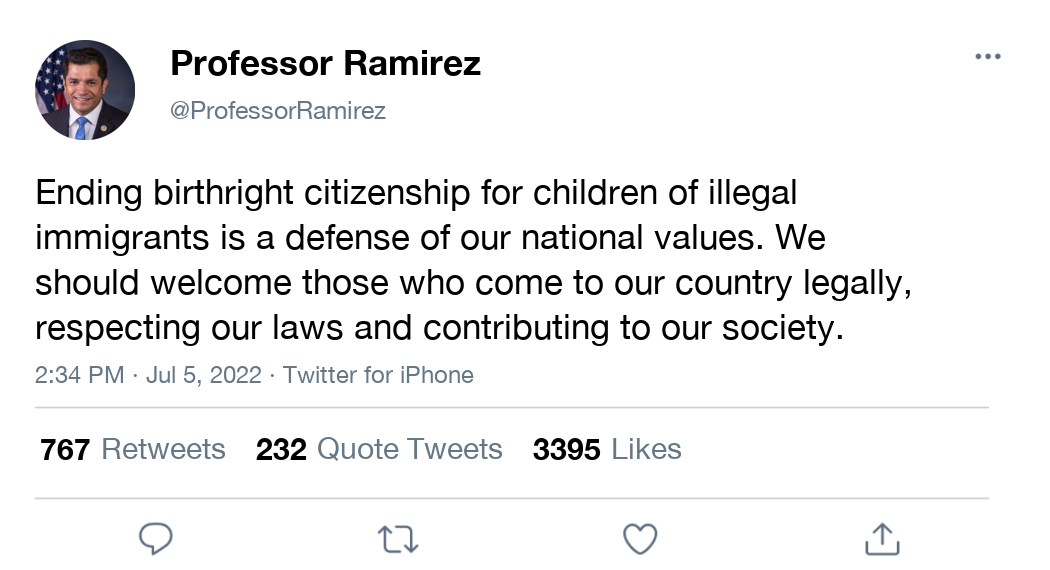 Professor Ramirez
@ProfessorRamirez
Ending birthright citizenship for children of illegal
immigrants is a defense of our national values. We
should welcome those who come to our country legally,
respecting our laws and contributing to our society.
2:34 PM · Jul 5, 2022 · Twitter for iPhone
767 Retweets 232 Quote Tweets 3395 Likes